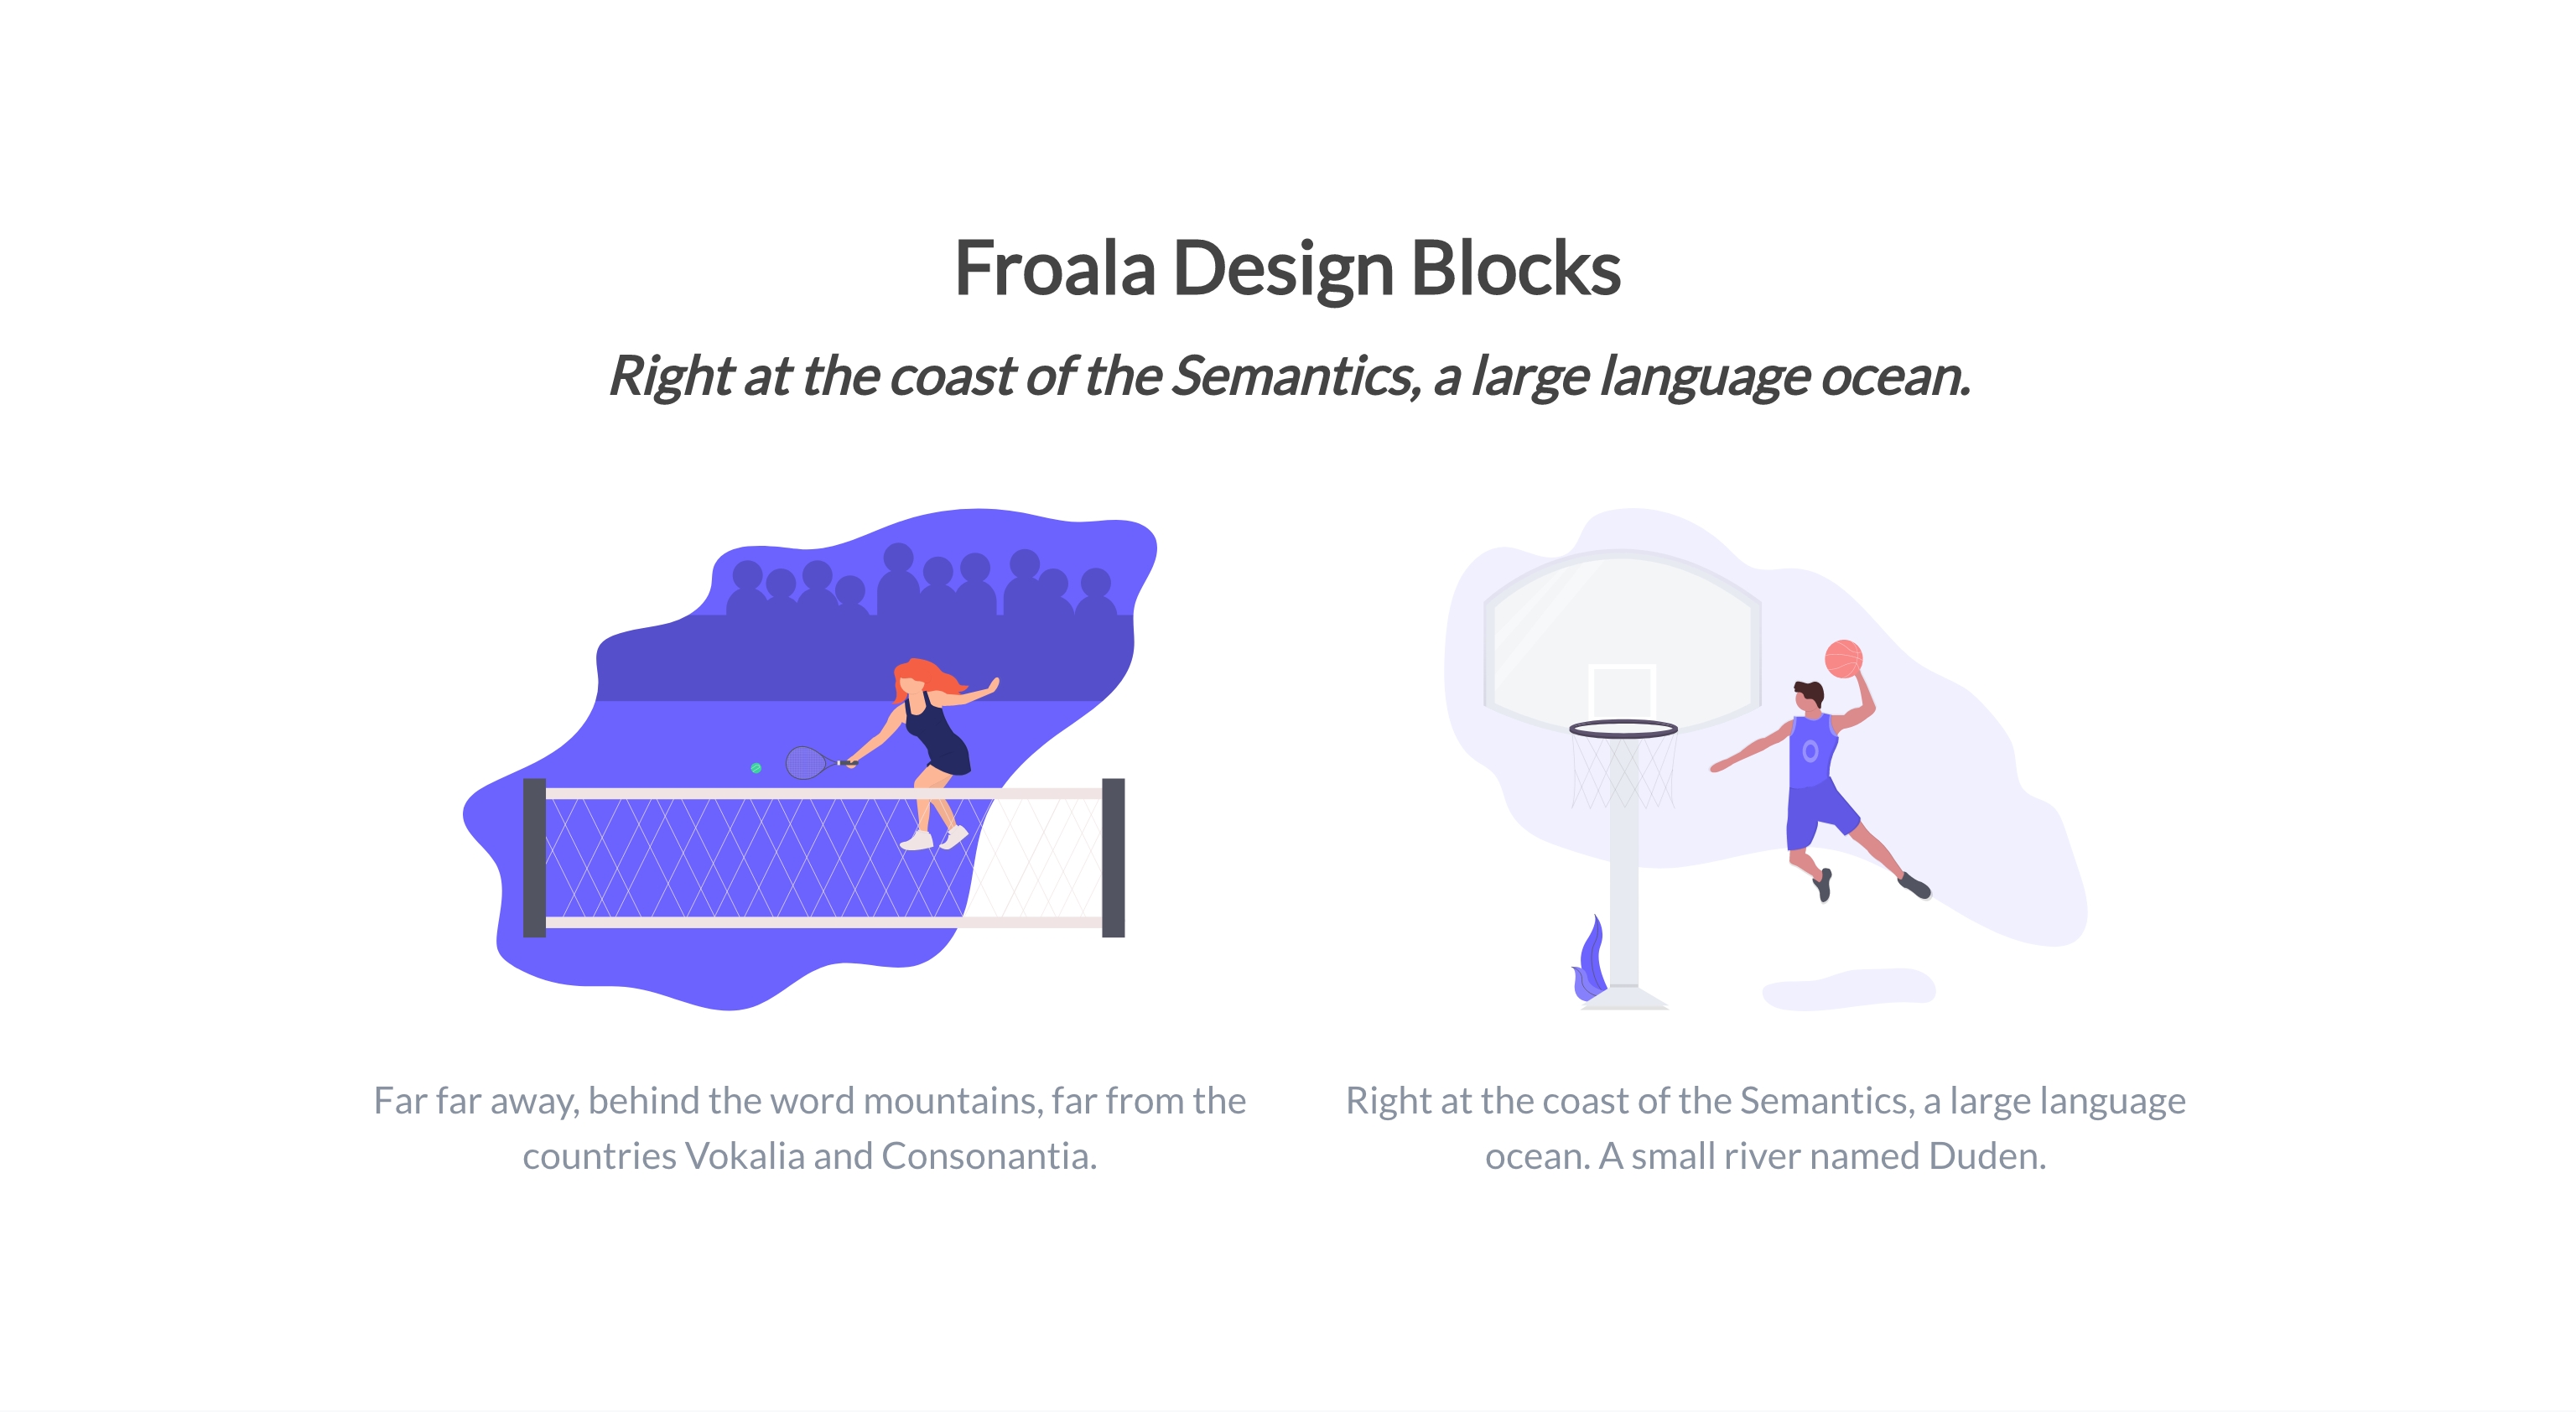 Froala Design Blocks
Right at the coast of the Semantics, a large language ocean.
Far far away, behind the word mountains, far from the
countries Vokalia and Consonantia.
Right at the coast of the Semantics, a large language
ocean. A small river named Duden.